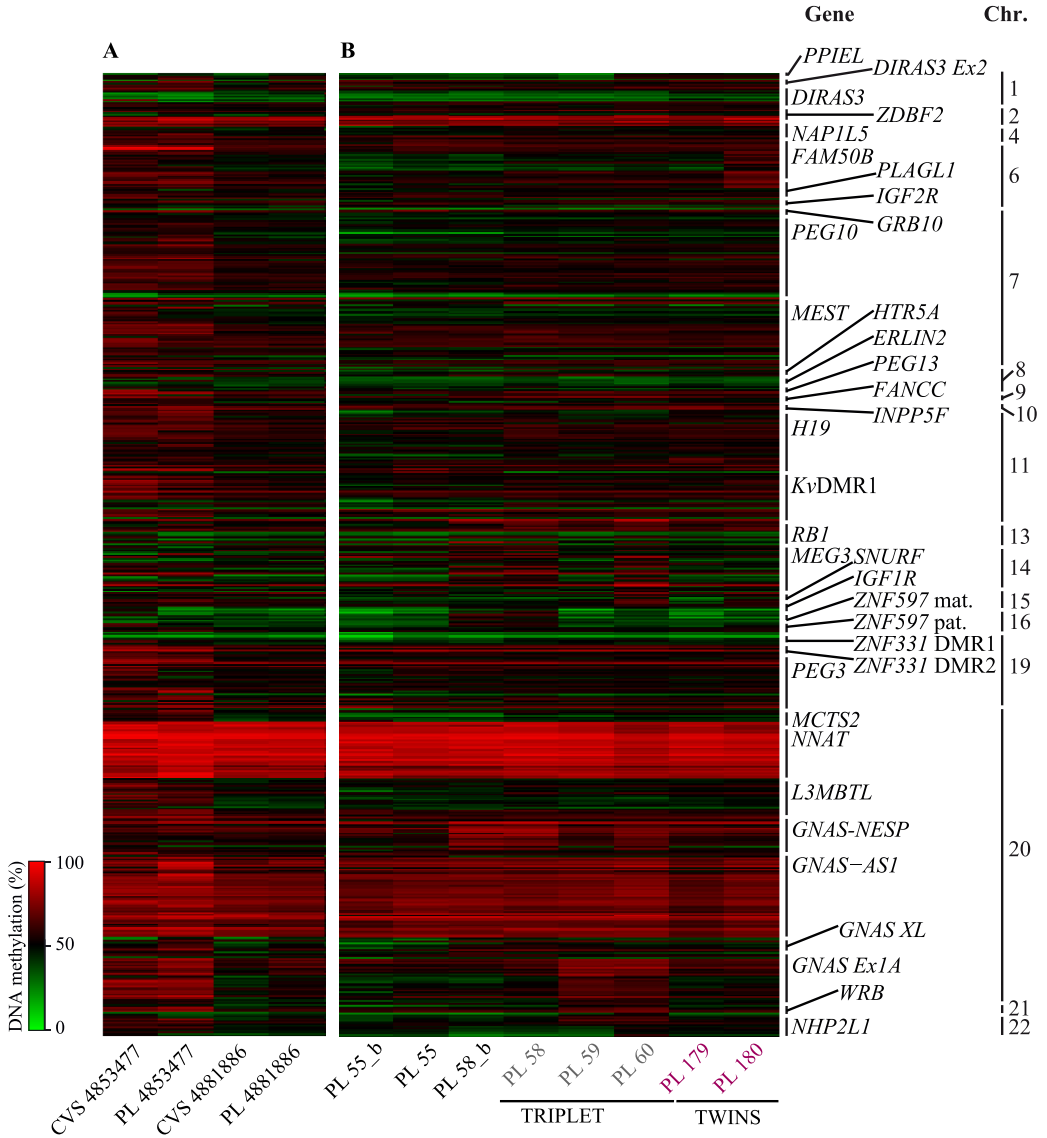 Gene Chr.
A B
PPIEL
DIRAS3 Ex2
1
DIRAS3
ZDBF2
2
NAP1L5
4
FAM50B
PLAGL1
6
IGF2R
GRB10
PEG10
7
MEST
HTR5A
ERLIN2
PEG13
8
FANCC
9
INPP5F
10
H19
11
KvDMR1
RB1
13
MEG3
SNURF
14
IGF1R
ZNF597 mat.
15
ZNF597 pat.
16
ZNF331 DMR1
ZNF331 DMR2
19
PEG3
MCTS2
NNAT
L3MBTL
GNAS-NESP
20
GNAS−AS1
GNAS XL
GNAS Ex1A
WRB
21
NHP2L1
22
DNA methylation (%)
100
50
0
CVS 4853477
PL 4853477
CVS 4881886
PL 4881886
PL 55_b
PL 55
PL 58_b
PL 58
PL 59
PL 60
PL 179
PL 180
TRIPLET
TWINS